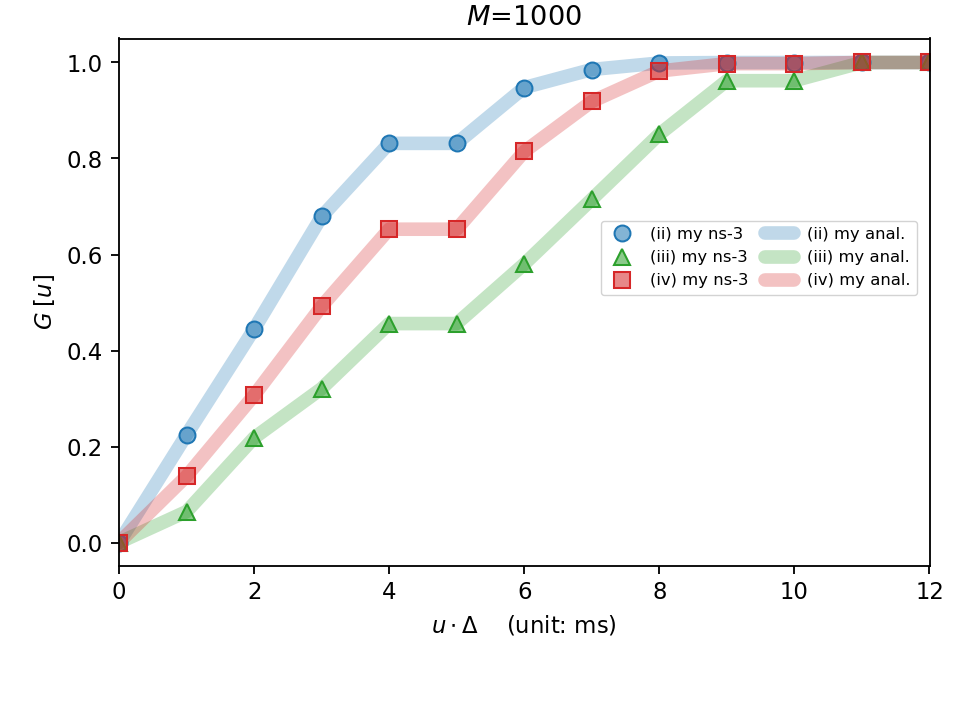 M=1000
1.0
0.8
0.6
0.4
0.2
0.0
G [u]
(ii) my ns-3 (ii) my anal.
(iii) my ns-3 (iii) my anal.
(iv) my ns-3 (iv) my anal.
0 2 4 6 8 10 12
u · Δ (unit: ms)